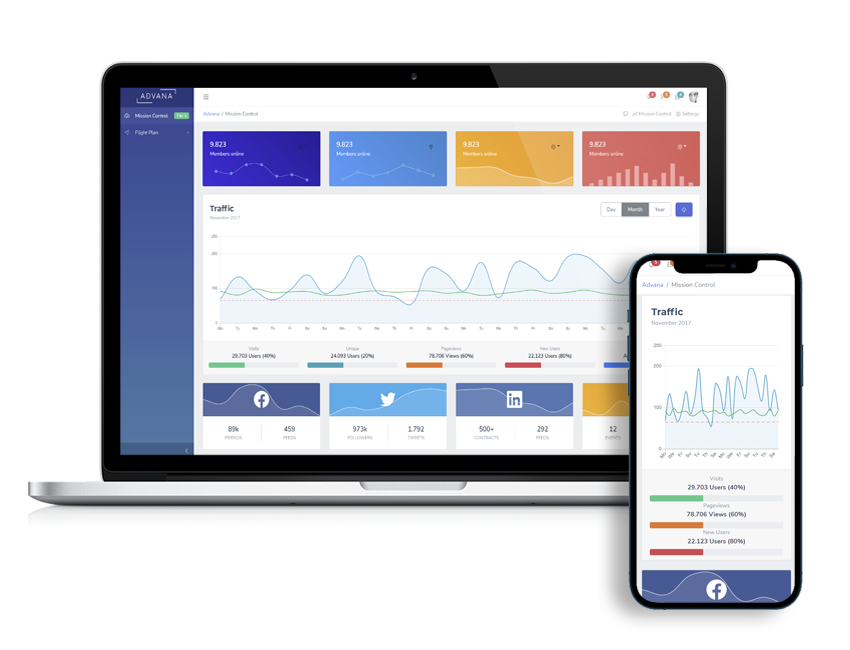 ADVANA
Mission Control
Flight Plan
Advana / Mission Control
Mission Control
Settings
9.823
Members online
9.823
Members online
9.823
Members online
9.823
Members online
Traffic
November 2017
Day Month Year
250
200
100
0
Visits
29.703 Users (40%)
Unique
24.093 Users (20%)
Pageviews
78.706 Views (60%)
New Users
22.123 Users (80%)
89k
FRIENDS
459
FEEDS
973k
FOLLOWERS
1.792
TWEETS
500+
CONTRACTS
292
FEEDS
12
EVENTS
Advana / Mission Control
Traffic
November 2017
250
200
100
0
Visits
29.703 Users (40%)
Pageviews
78.706 Views (60%)
New Users
22.123 Users (80%)